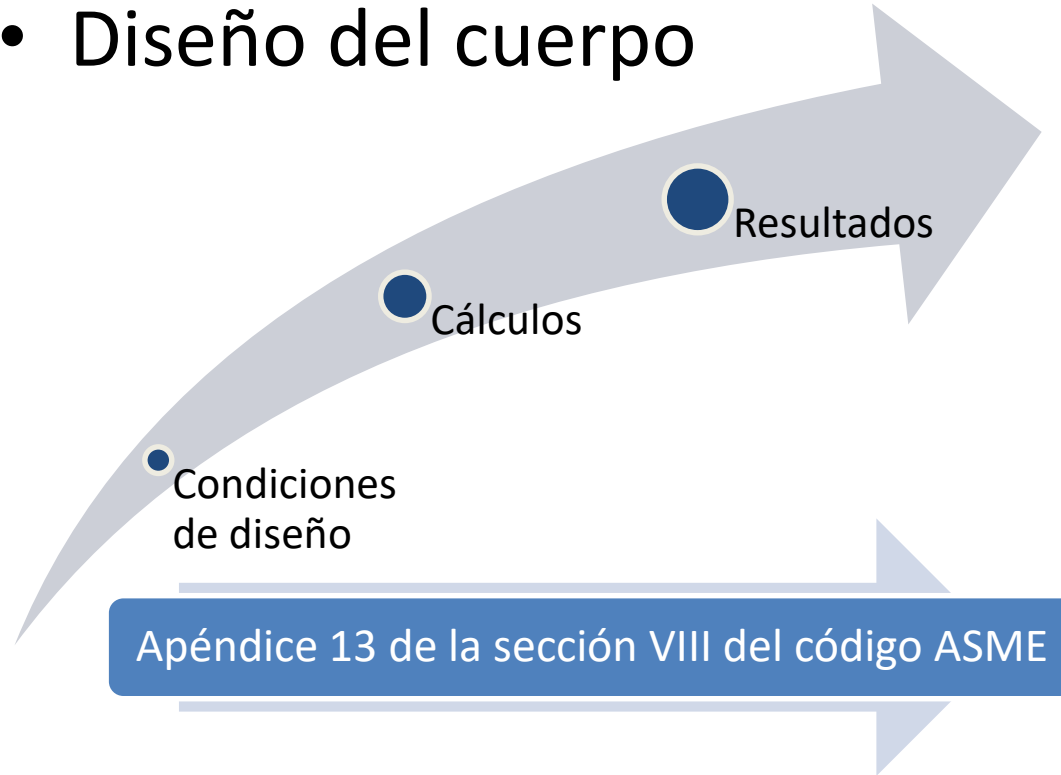 • Diseño del cuerpo
Resultados
Cálculos
Condiciones
de diseño
Apéndice 13 de la sección VIII del código ASME